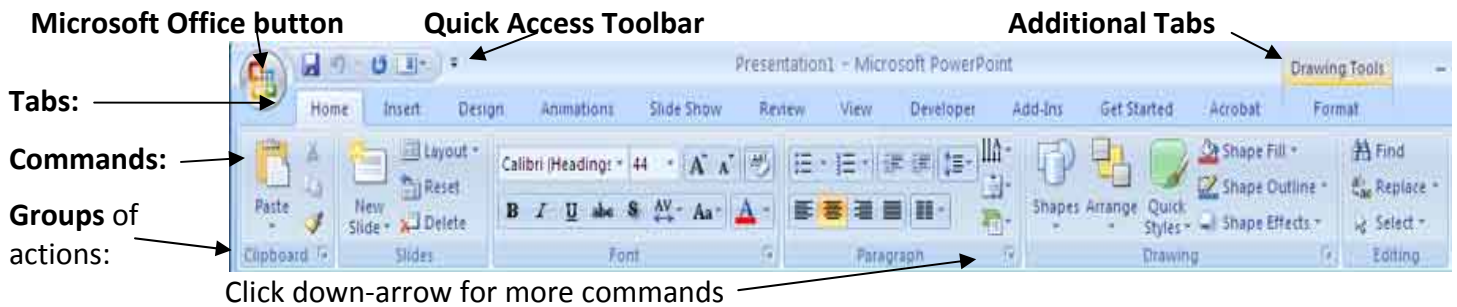 Microsoft Office button Quick Access Toolbar Additional Tabs
Presentation1 - Microsoft PowerPoint Drawing Tools
Tabs: Home Insert Design Animations Slide Show Review View Developer Add-Ins Get Started Acrobat Format
Commands: Layout Calibri (Headings 44 A A Shape Fill Find
Reset Shape Outline Replace
Paste New Slide Delete B I U abc S AV Aa A Shapes Arrange Quick Styles Shape Effects Select
Groups of
actions: Clipboard Slides Font Paragraph Drawing Editing
Click down-arrow for more commands